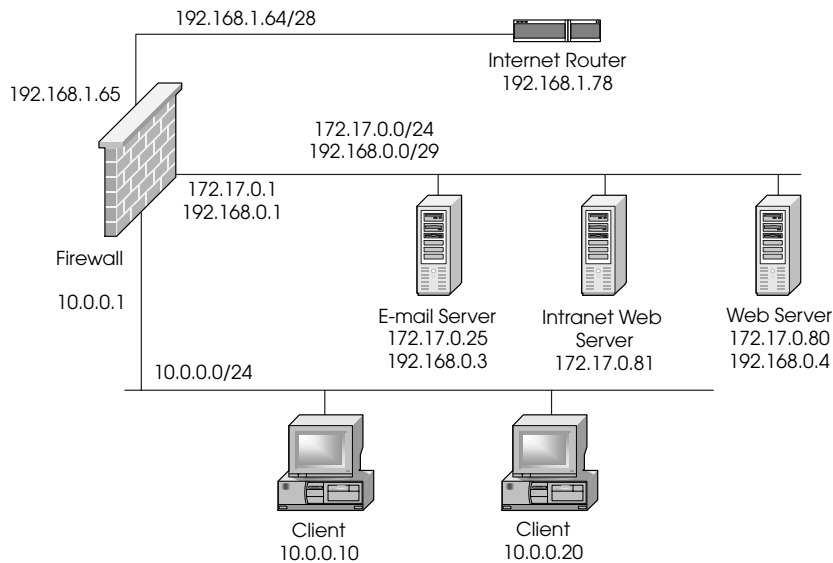 192.168.1.64/28
Internet Router
192.168.1.78
192.168.1.65
172.17.0.0/24
192.168.0.0/29
172.17.0.1
192.168.0.1
Firewall
10.0.0.1
E-mail Server
172.17.0.25
192.168.0.3
Intranet Web
Server
172.17.0.81
Web Server
172.17.0.80
192.168.0.4
10.0.0.0/24
Client
10.0.0.10
Client
10.0.0.20